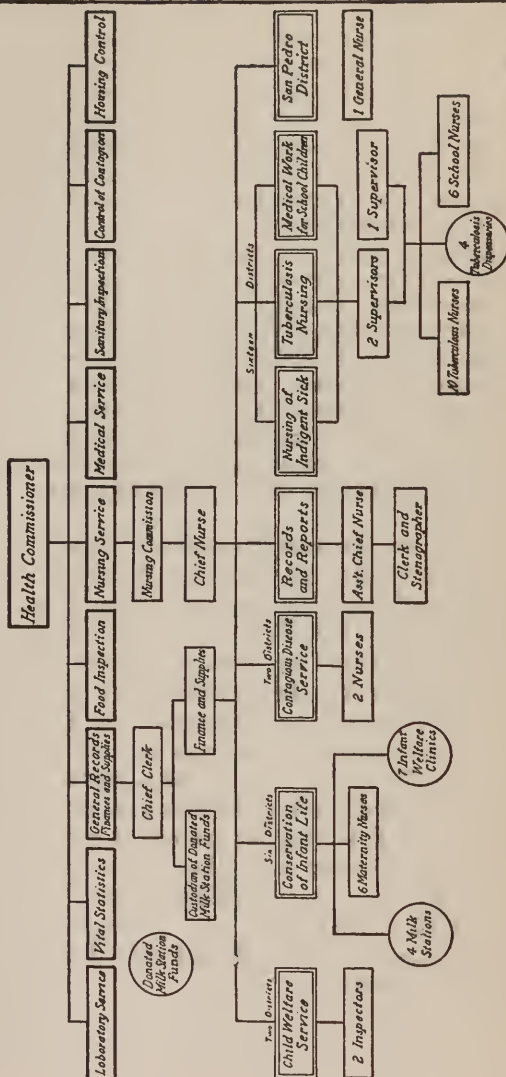 Health Commissioner
Laboratory Service
Vital Statistics
General Records
Finances and Supplies
Food Inspection
Nursing Service
Medical Service
Sanitary Inspection
Control of Contagion
Housing Control
Donated
Milk Station
Funds
Chief Clerk
Nursing Commission
Custodian of Donated
Milk Station Funds
Finance and Supplies
Chief Nurse
Two Districts
Child Welfare
Service
Six Districts
Conservation
of Infant Life
Two Districts
Contagious Disease
Service
Records
and Reports
Sixteen Districts
Nursing of
Indigent Sick
Tuberculosis
Nursing
Medical Work
for School Children
San Pedro
District
2 Inspectors
4 Milk
Stations
6 Maternity Nurses
7 Infant
Welfare
Clinics
2 Nurses
Ass't. Chief Nurse
Clerk and
Stenographer
2 Supervisors
1 Supervisor
1 General Nurse
10 Tuberculosis Nurses
4
Tuberculosis
Dispensaries
6 School Nurses